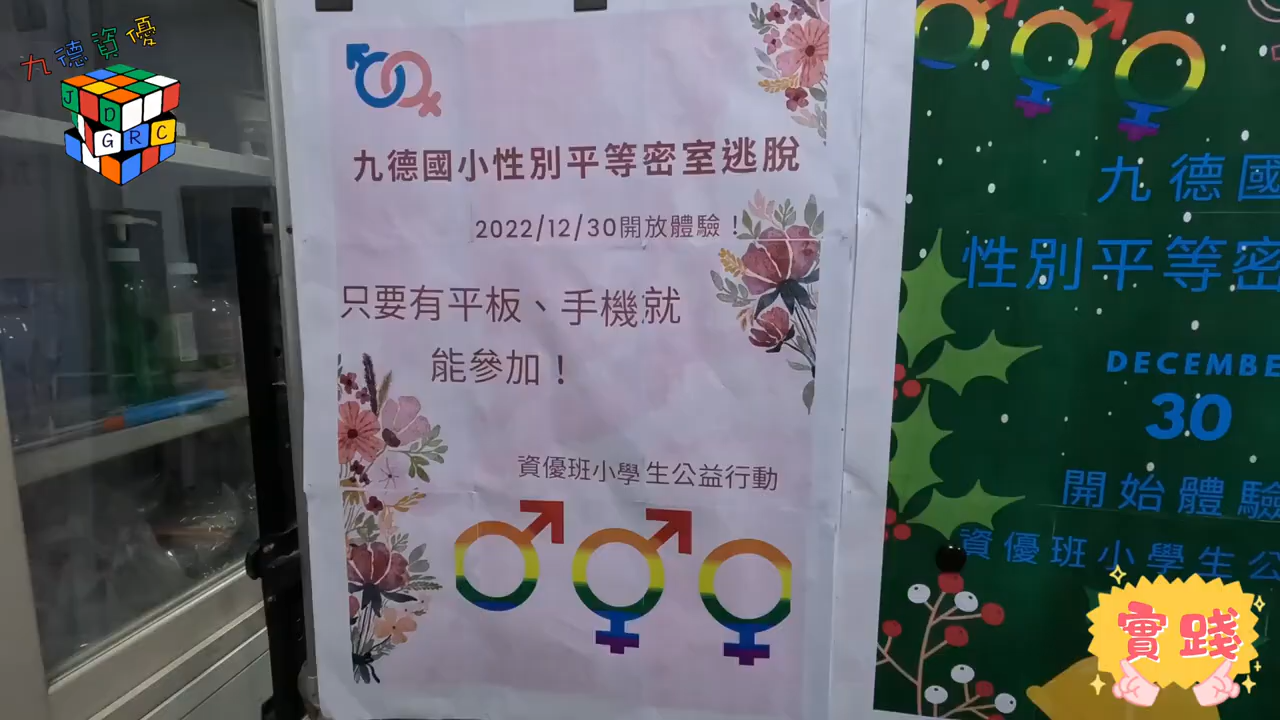 九德資優
J
D
G R C
九德國小性別平等密室逃脫
2022/12/30開放體驗！
只要有平板、手機就
能參加！
資優班小學生公益行動
九德國
性別平等密
DECEMBE
30
開始體驗
資優班小學生公
實踐